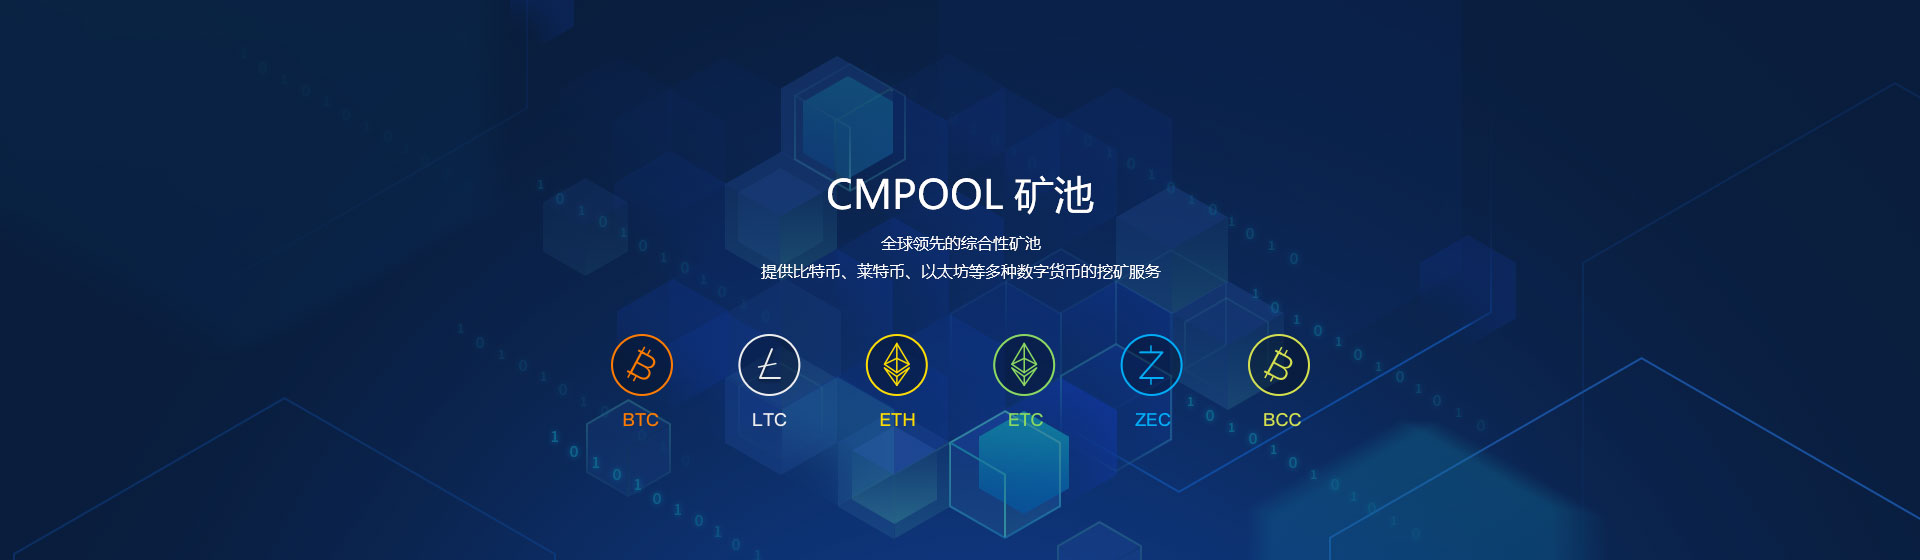 CMPOOL 矿池
全球领先的综合性矿池
提供比特币、莱特币、以太坊等多种数字货币的挖矿服务
BTC LTC ETH ETC ZEC BCC